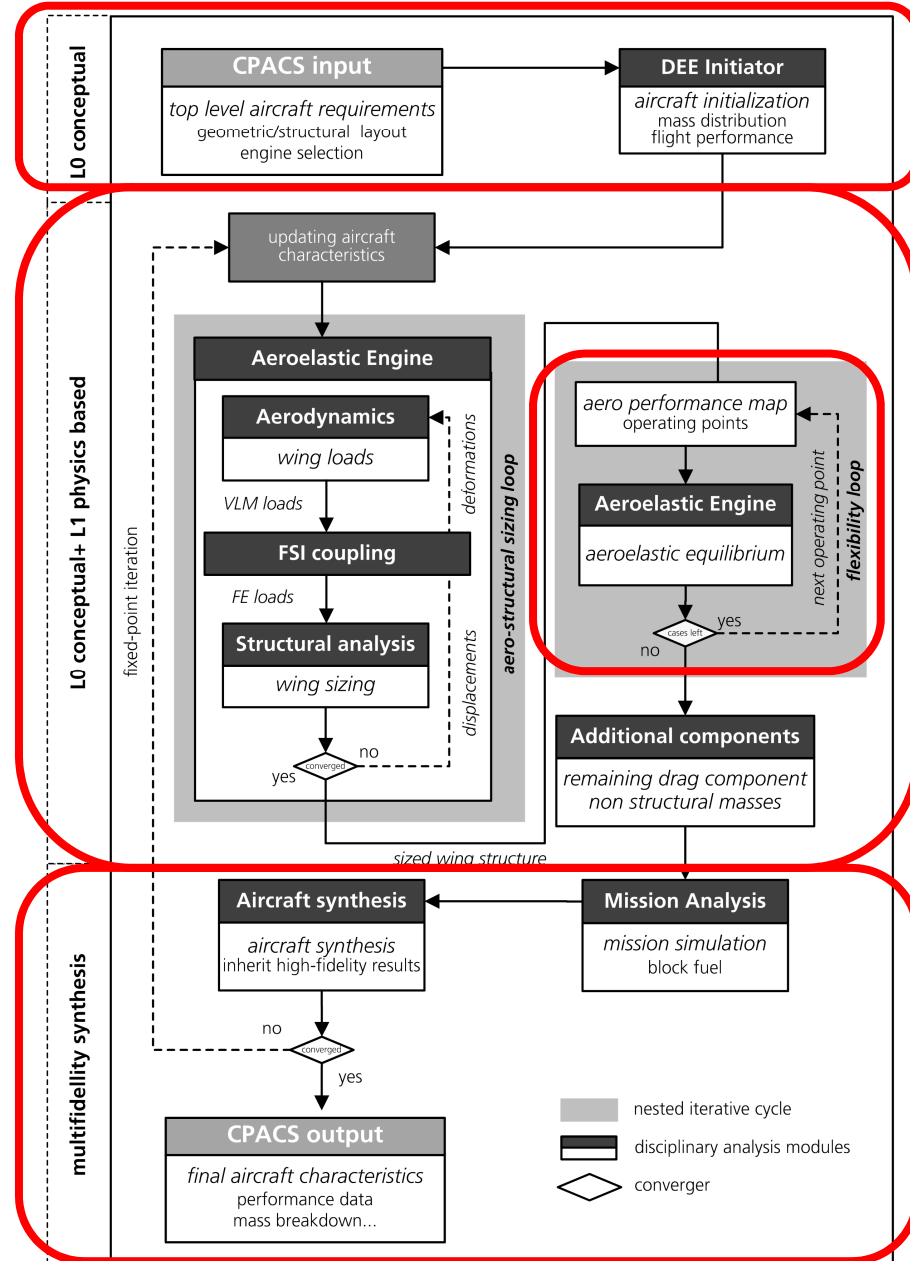 L0 conceptual
CPACS input
top level aircraft requirements
geometric/structural layout
engine selection
DEE Initiator
aircraft initialization
mass distribution
flight performance
L0 conceptual+ L1 physics based
updating aircraft
characteristics
fixed-point iteration
Aeroelastic Engine
Aerodynamics
wing loads
VLM loads
FSI coupling
FE loads
Structural analysis
wing sizing
converged
no
yes
deformations
displacements
aero-structural sizing loop
sized wing structure
aero performance map
operating points
Aeroelastic Engine
aeroelastic equilibrium
cases left
yes
no
next operating point
flexibility loop
Additional components
remaining drag component
non structural masses
multifidellity synthesis
Mission Analysis
mission simulation
block fuel
Aircraft synthesis
aircraft synthesis
inherit high-fidelity results
no
converged
yes
CPACS output
final aircraft characteristics
performance data
mass breakdown...
nested iterative cycle
disciplinary analysis modules
converger